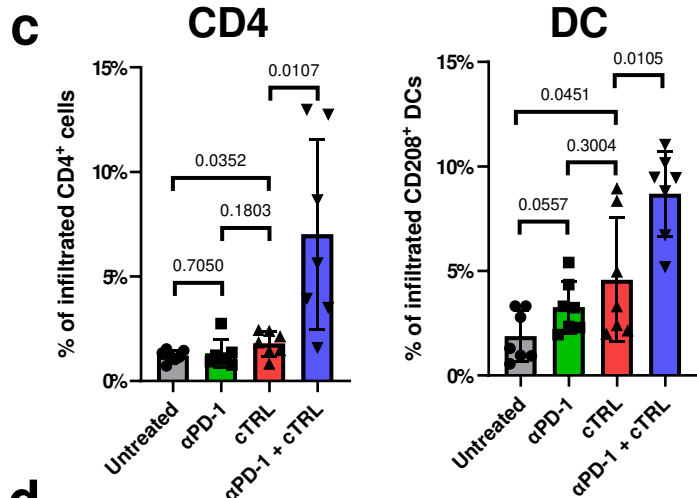 c
CD4
% of infiltrated CD4⁺ cells
15%
10%
5%
0%
0.0107
0.0352
0.1803
0.7050
Untreated
αPD-1
cTRL
αPD-1 + cTRL
DC
% of infiltrated CD208⁺ DCs
15%
10%
5%
0%
0.0105
0.0451
0.3004
0.0557
Untreated
αPD-1
cTRL
αPD-1 + cTRL
d